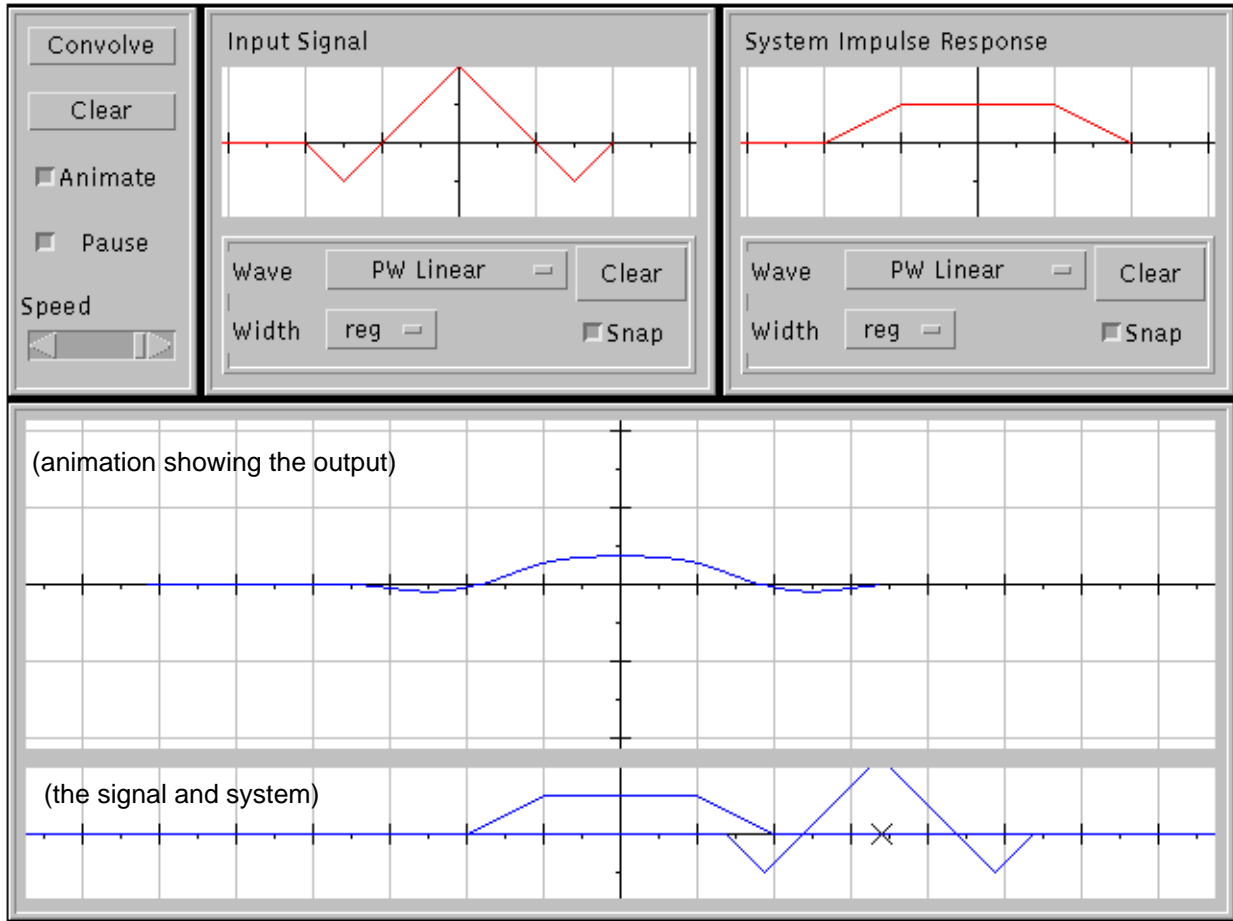 Convolve
Clear
Animate
Pause
Speed
Input Signal
Wave PW Linear Clear
Width reg Snap
System Impulse Response
Wave PW Linear Clear
Width reg Snap
(animation showing the output)
(the signal and system)